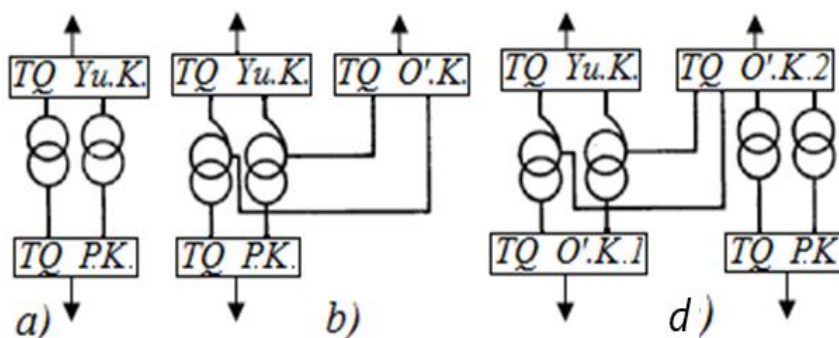 TQ Yu.K.
TQ P.K.
a)
TQ Yu.K.
TQ O'.K.
TQ P.K.
b)
TQ Yu.K.
TQ O'.K.2
TQ O'.K.1
TQ P.K
d)